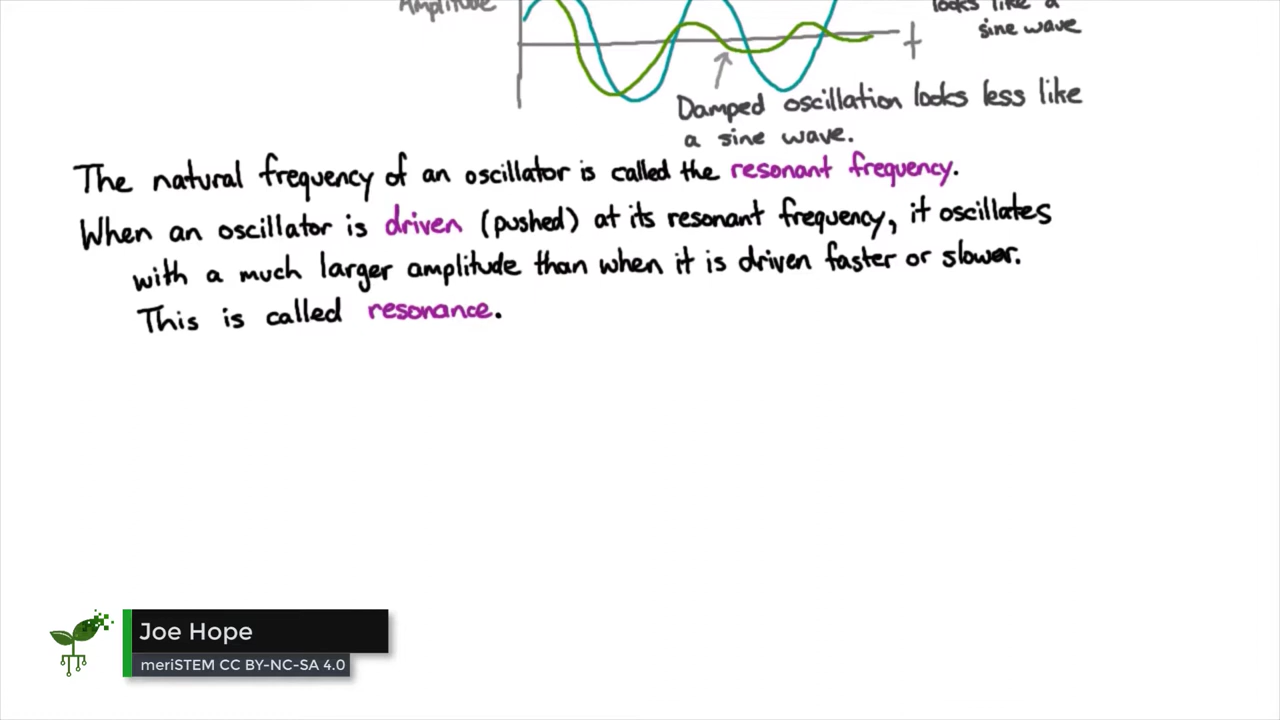 Amplitude
looks like a
sine wave
t
Damped oscillation looks less like
a sine wave.
The natural frequency of an oscillator is called the resonant frequency.
When an oscillator is driven (pushed) at its resonant frequency, it oscillates
with a much larger amplitude than when it is driven faster or slower.
This is called resonance.
Joe Hope
meriSTEM CC BY-NC-SA 4.0